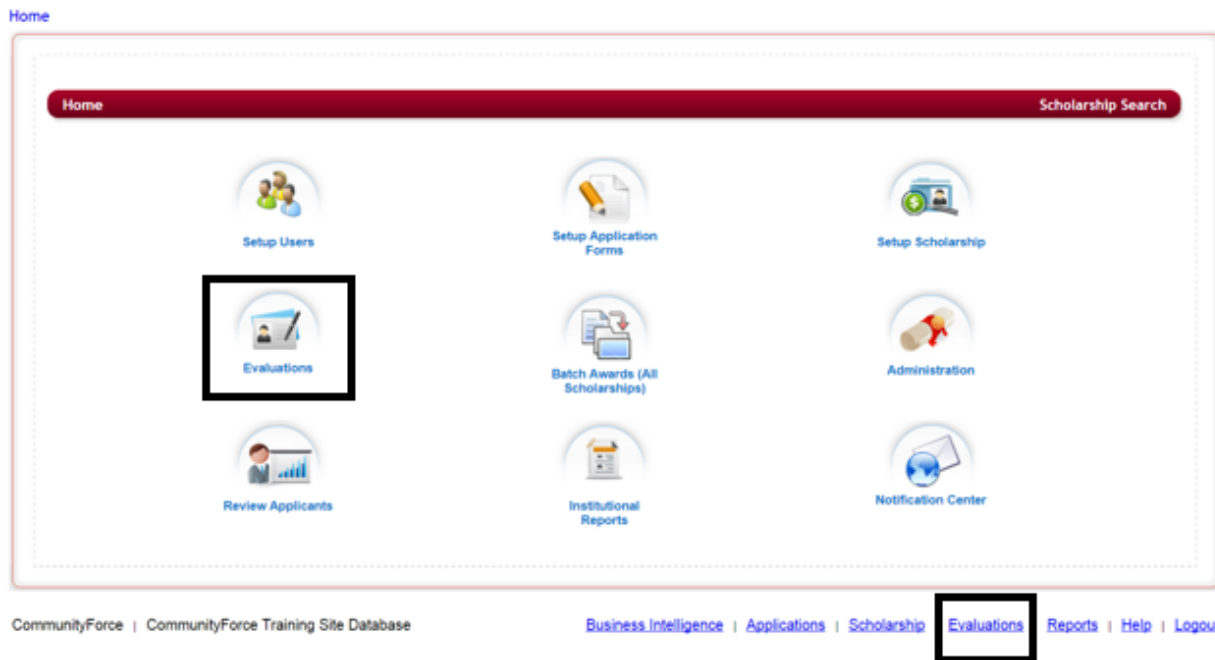 Home
Home Scholarship Search
Setup Users
Setup Application
Forms
Setup Scholarship
Evaluations
Batch Awards (All
Scholarships)
Administration
Review Applicants
Institutional
Reports
Notification Center
CommunityForce | CommunityForce Training Site Database
Business Intelligence | Applications | Scholarship Evaluations Reports | Help | Logou